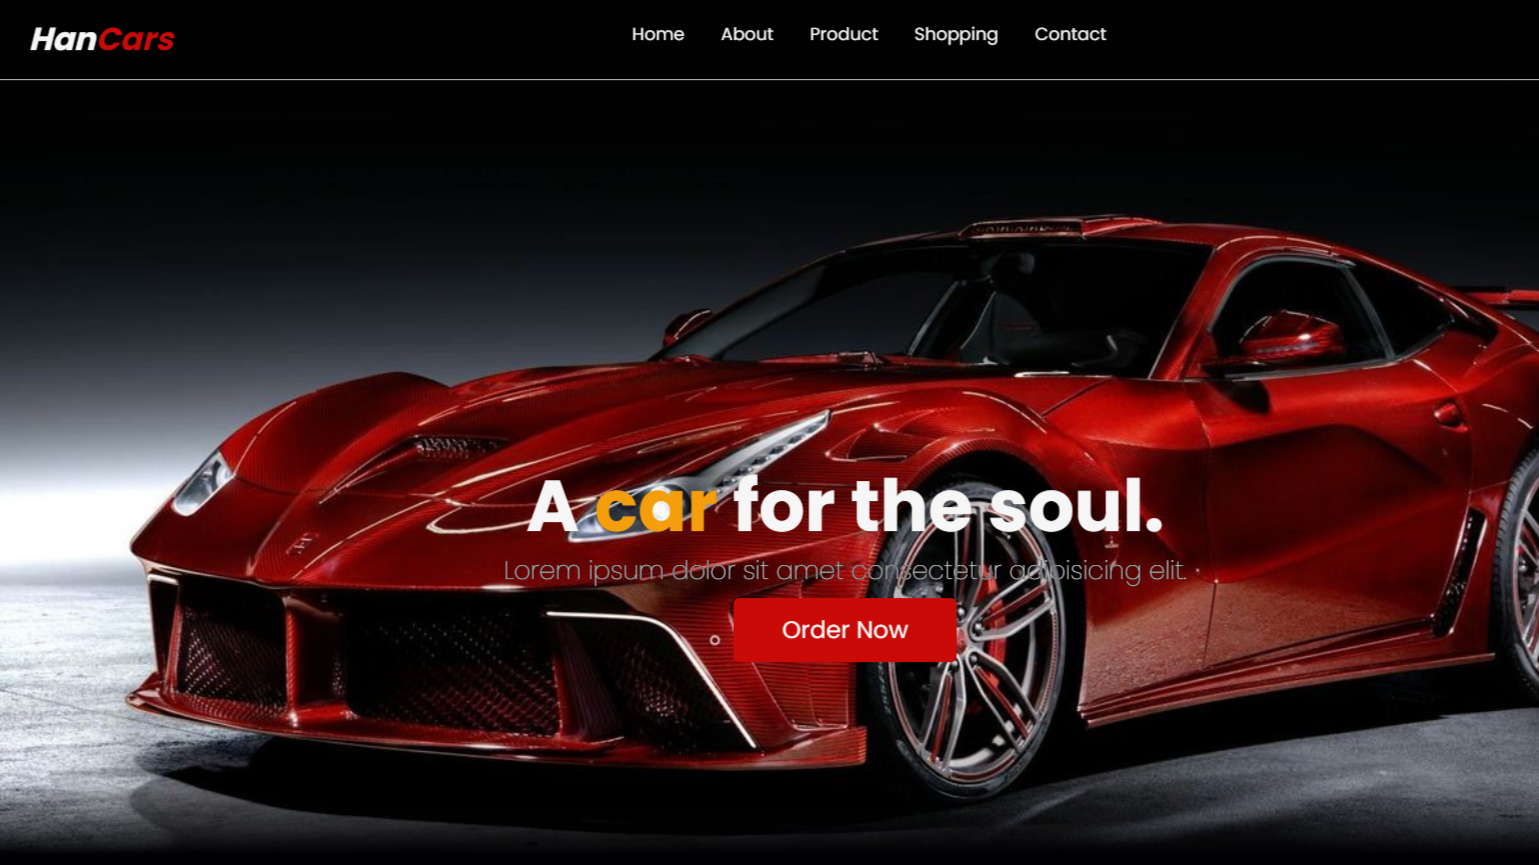 HanCars
Home About Product Shopping Contact
A car for the soul.
Lorem ipsum dolor sit amet consectetur adipisicing elit.
Order Now